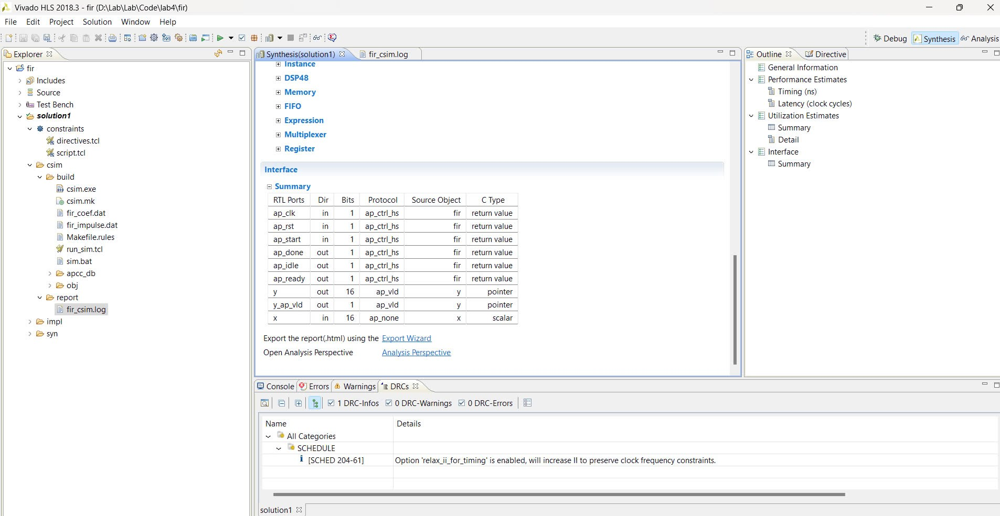 Vivado HLS 2018.3 - fir (D:\Lab\Lab\Code\lab4\fir)
File Edit Project Solution Window Help
Debug Synthesis Analysis
Explorer
fir
Includes
Source
Test Bench
solution1
constraints
directives.tcl
script.tcl
csim
build
csim.exe
csim.mk
fir_coef.dat
fir_impulse.dat
Makefile.rules
run_sim.tcl
sim.bat
apcc_db
obj
report
fir_csim.log
impl
syn
Synthesis(solution1) fir_csim.log
Instance
DSP48
Memory
FIFO
Expression
Multiplexer
Register
Interface
Summary
RTL Ports Dir Bits Protocol Source Object C Type
ap_clk in 1 ap_ctrl_hs fir return value
ap_rst in 1 ap_ctrl_hs fir return value
ap_start in 1 ap_ctrl_hs fir return value
ap_done out 1 ap_ctrl_hs fir return value
ap_idle out 1 ap_ctrl_hs fir return value
ap_ready out 1 ap_ctrl_hs fir return value
y out 16 ap_vld y pointer
y_ap_vld out 1 ap_vld y pointer
x in 16 ap_none x scalar
Export the report(.html) using the Export Wizard
Open Analysis Perspective Analysis Perspective
Outline Directive
General Information
Performance Estimates
Timing (ns)
Latency (clock cycles)
Utilization Estimates
Summary
Detail
Interface
Summary
Console Errors Warnings DRCs
1 DRC-Infos 0 DRC-Warnings 0 DRC-Errors
Name Details
All Categories
SCHEDULE
[SCHED 204-61] Option 'relax_ii_for_timing' is enabled, will increase II to preserve clock frequency constraints.
solution1